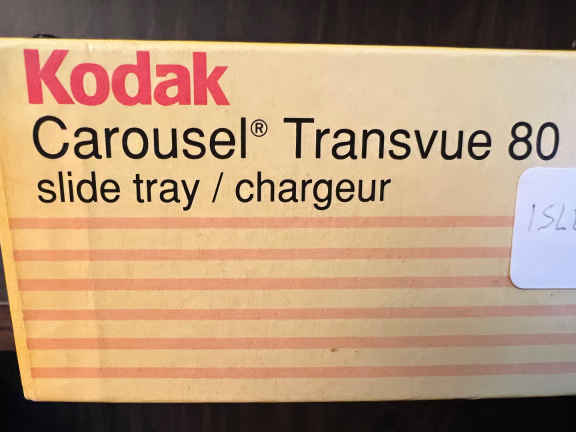 Kodak
Carousel® Transvue 80
slide tray / chargeur